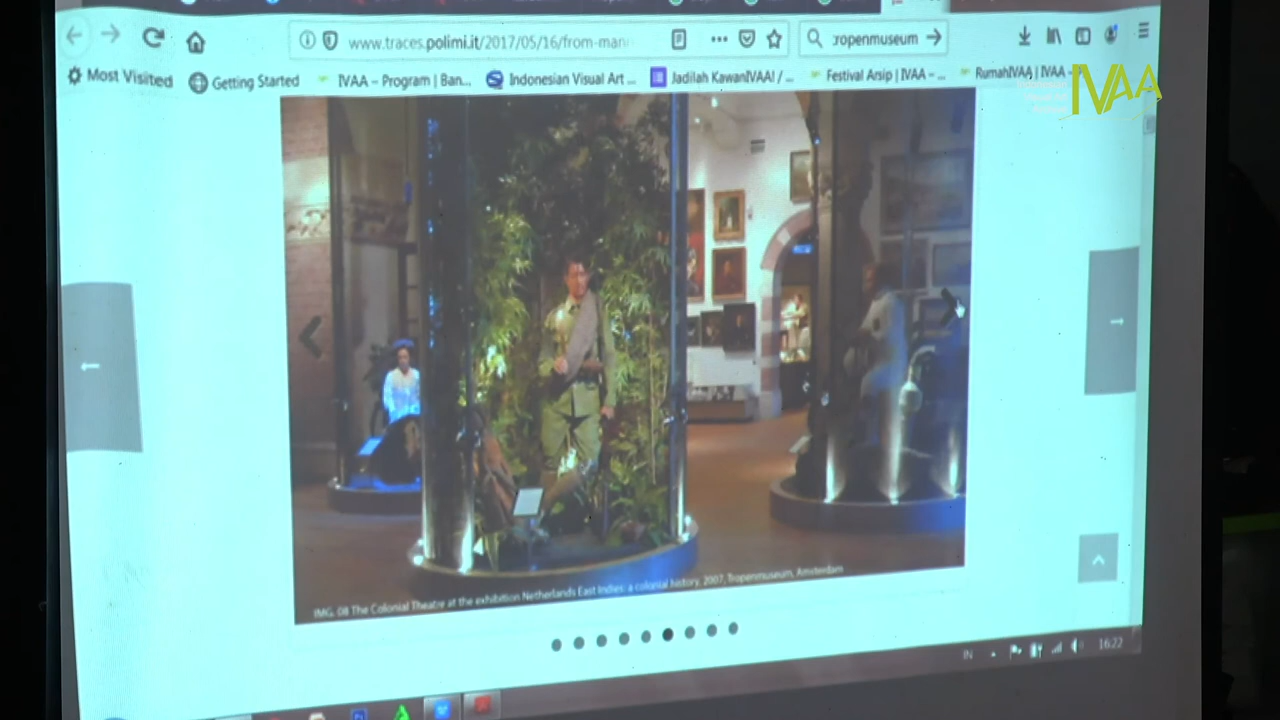 www.traces.polimi.it/2017/05/16/from-man
ropenmuseum
Most Visited
Getting Started
IVAA – Program | Ban...
Indonesian Visual Art ...
Jadilah KawanIVAA! / ...
Festival Arsip | IVAA – ...
RumahIVAA | IVAA -
IVAA
IMG. 08 The Colonial Theatre at the exhibition Netherlands East Indies: a colonial history, 2007, Tropenmuseum, Amsterdam
IN
16:22